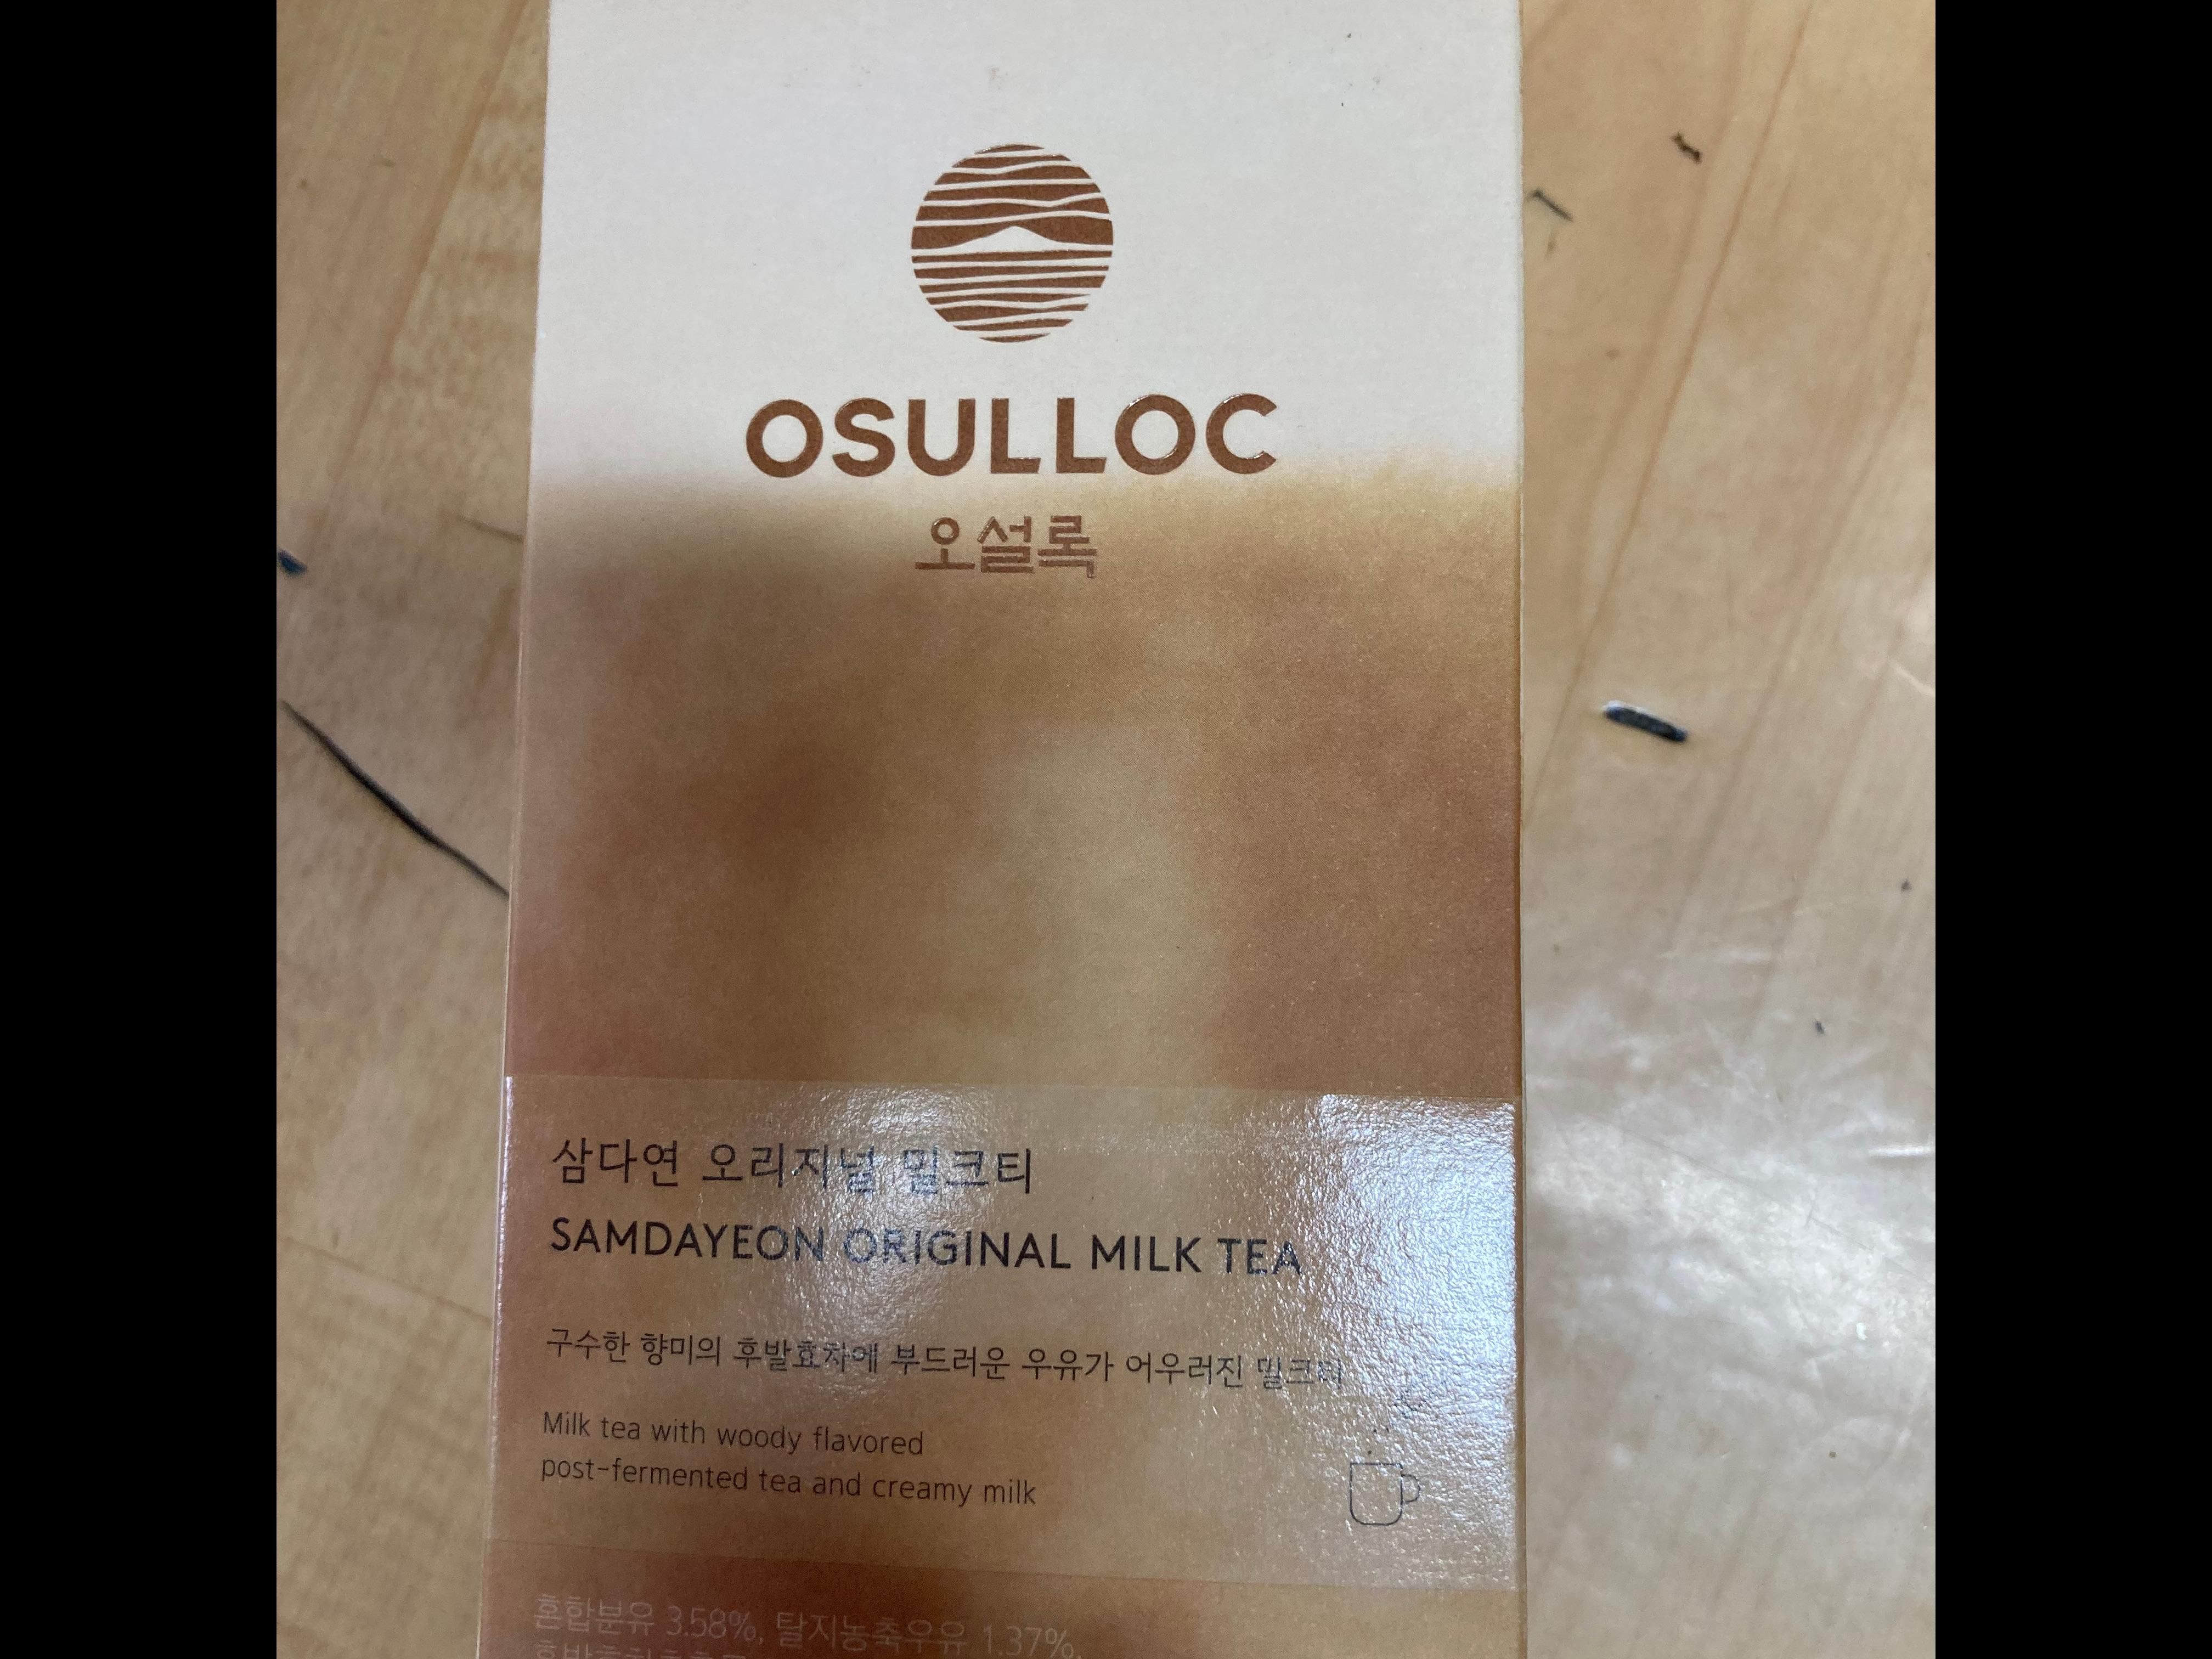 OSULLOC
오설록
삼다연 오리지널 밀크티
SAMDAYEON ORIGINAL MILK TEA
구수한 향미의 후발효차에 부드러운 우유가 어우러진 밀크티
Milk tea with woody flavored
post-fermented tea and creamy milk
혼합분유 3.58%, 탈지농축우유 1.37%,